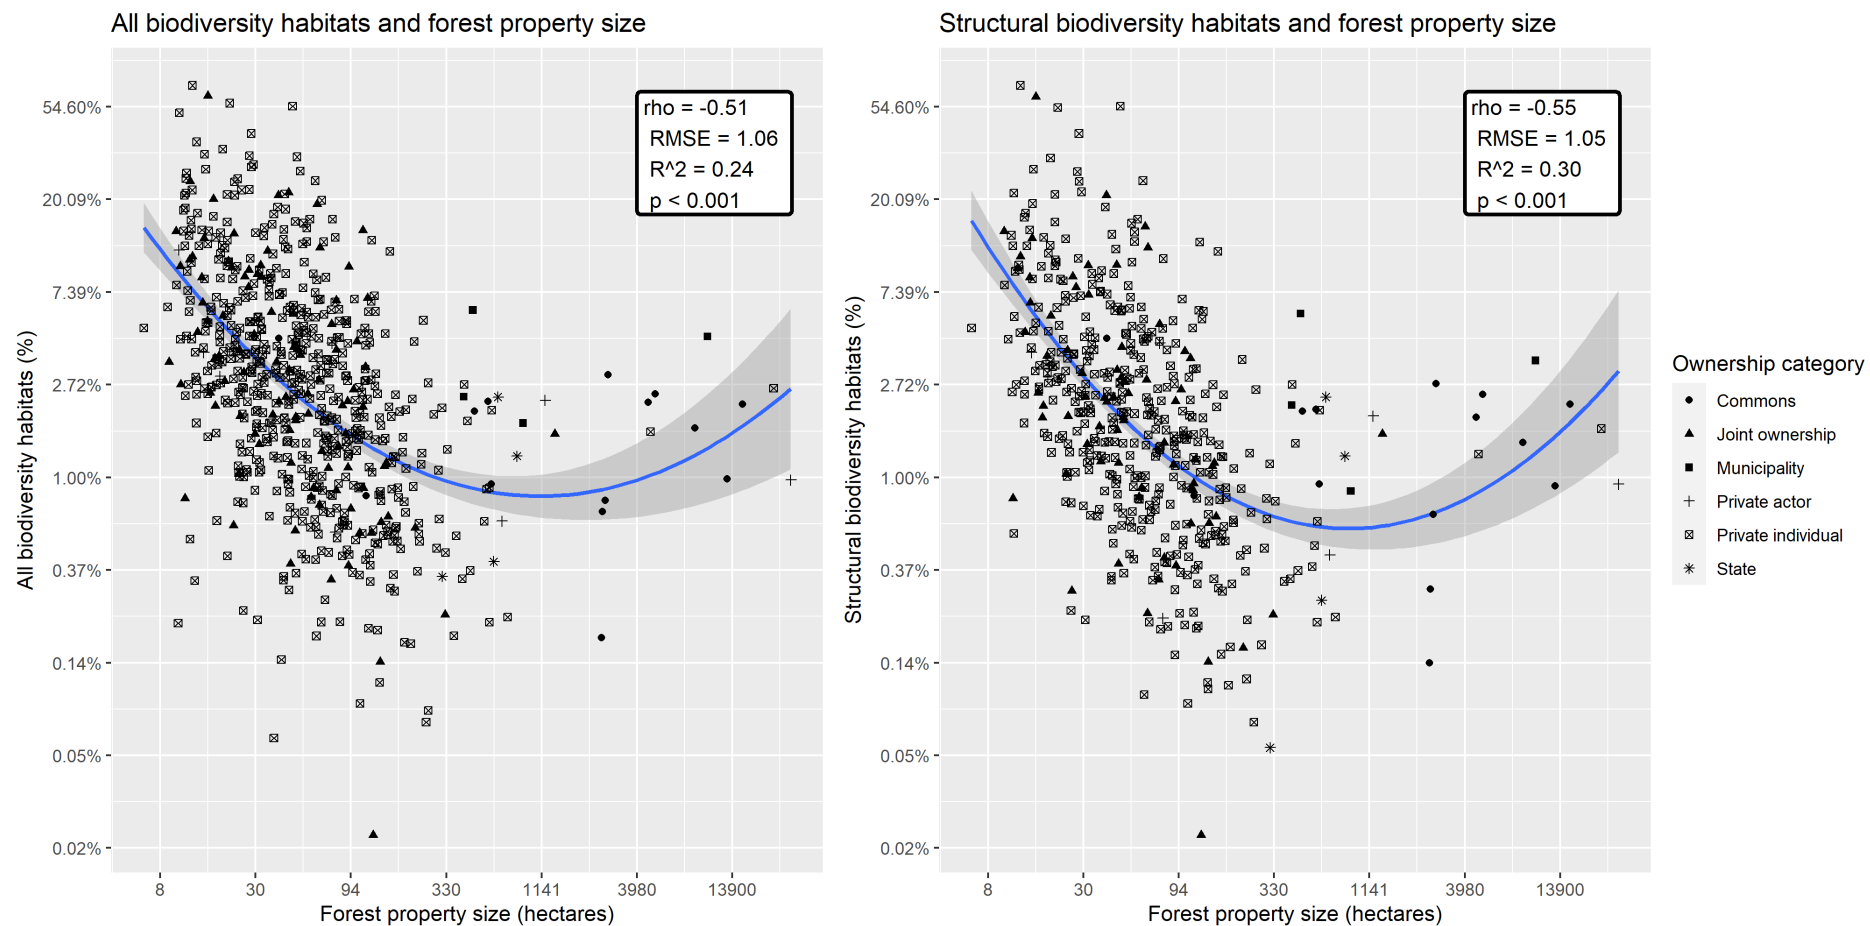 All biodiversity habitats and forest property size
rho = -0.51
RMSE = 1.06
R^2 = 0.24
p < 0.001
54.60%
20.09%
7.39%
2.72%
1.00%
0.37%
0.14%
0.05%
0.02%
All biodiversity habitats (%)
8 30 94 330 1141 3980 13900
Forest property size (hectares)
Structural biodiversity habitats and forest property size
rho = -0.55
RMSE = 1.05
R^2 = 0.30
p < 0.001
54.60%
20.09%
7.39%
2.72%
1.00%
0.37%
0.14%
0.05%
0.02%
Structural biodiversity habitats (%)
8 30 94 330 1141 3980 13900
Forest property size (hectares)
Ownership category
Commons
Joint ownership
Municipality
Private actor
Private individual
State